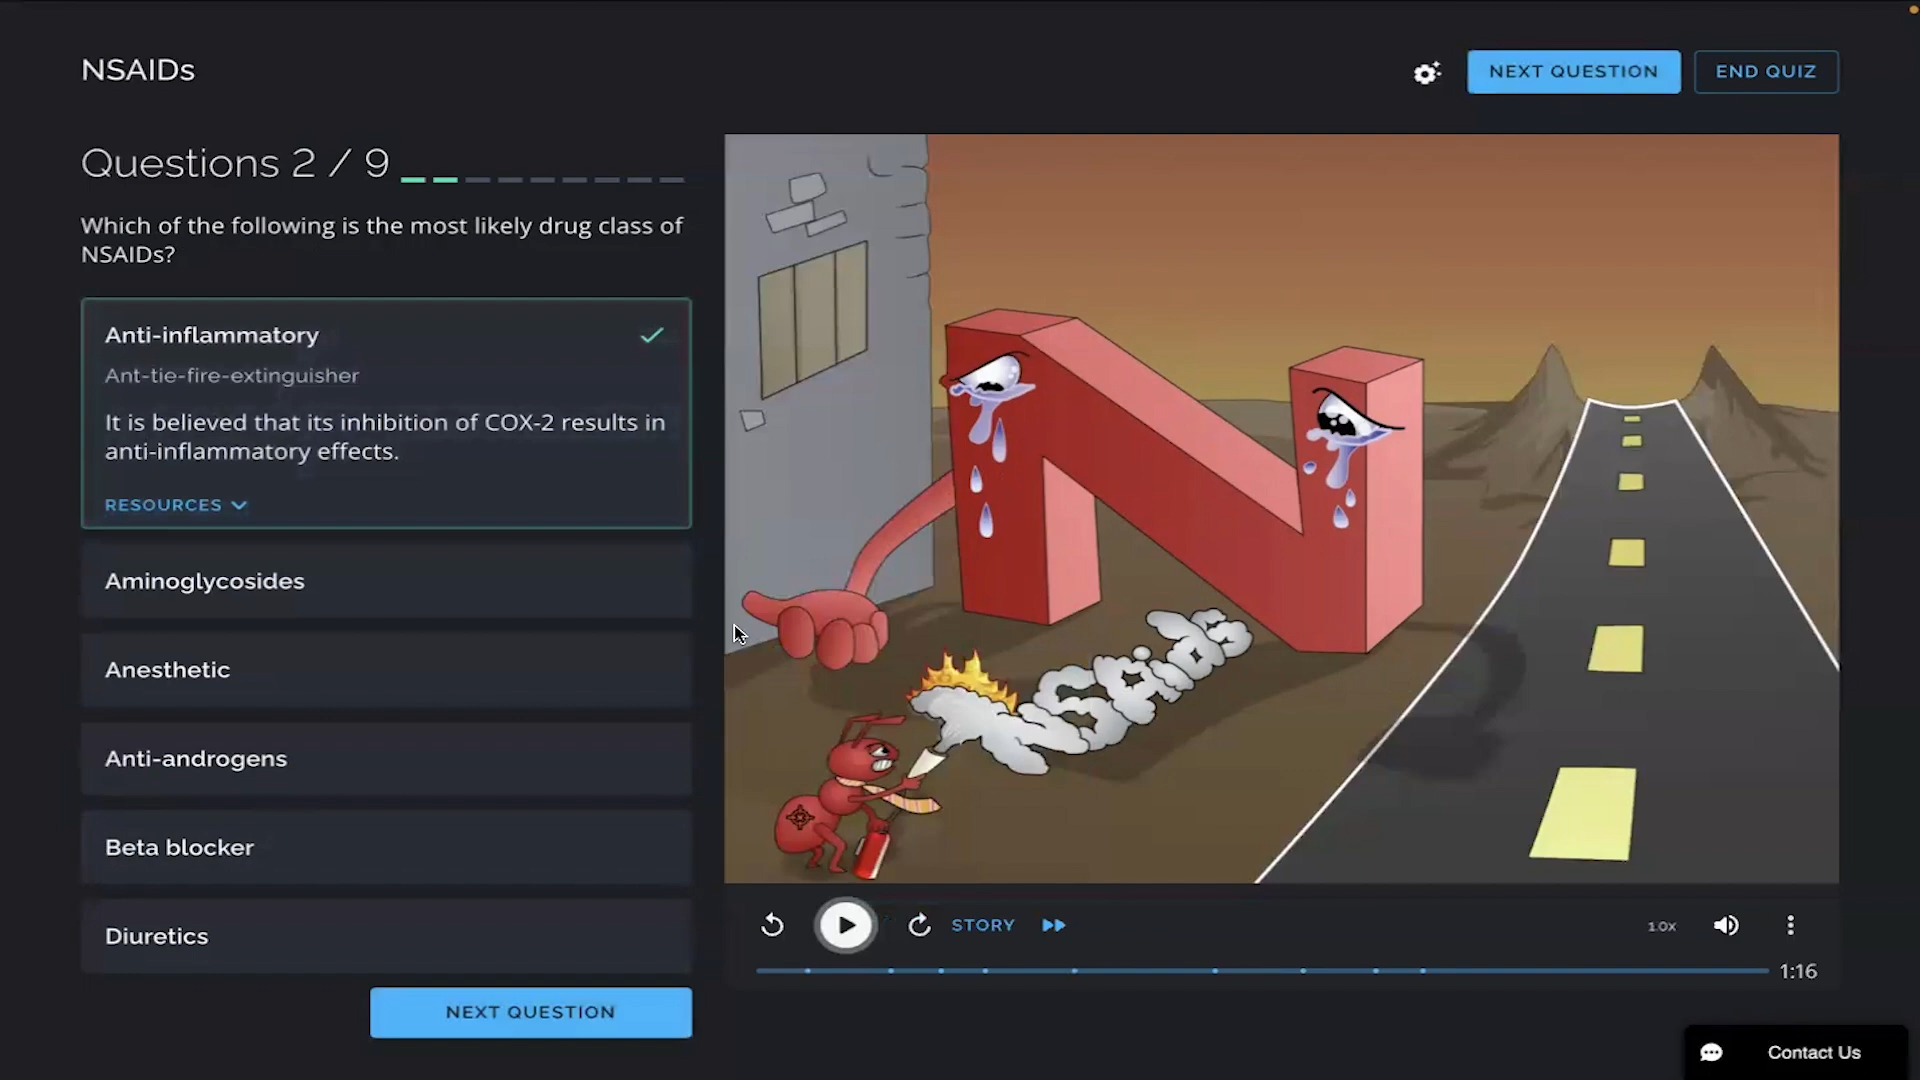 NSAIDs
NEXT QUESTION
END QUIZ
Questions 2 / 9
Which of the following is the most likely drug class of
NSAIDs?
Anti-inflammatory
Ant-tie-fire-extinguisher
It is believed that its inhibition of COX-2 results in
anti-inflammatory effects.
RESOURCES
Aminoglycosides
Anesthetic
Anti-androgens
Beta blocker
Diuretics
NEXT QUESTION
N
SAids
STORY
1.0x
1:16
Contact Us